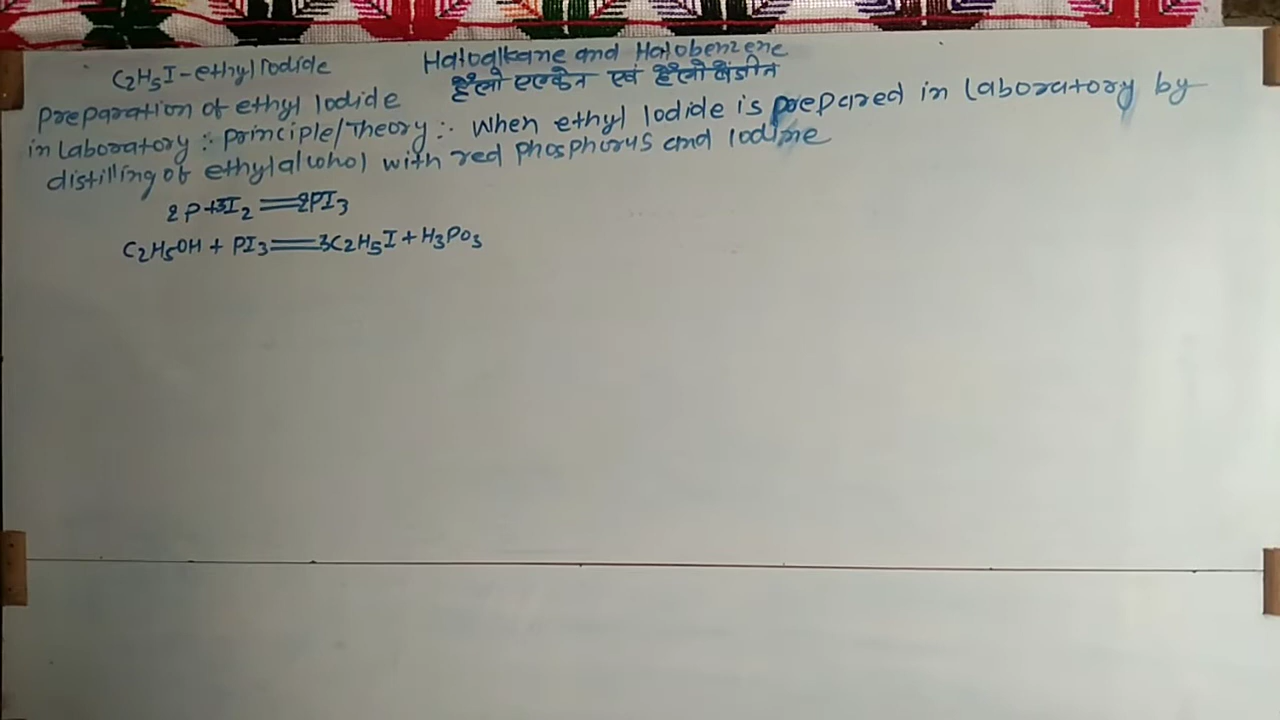 Haloalkane and Halobenzene
हैलो एल्केन एवं हैलो बेंजीन
C2H5I-ethyl Iodide
Preparation of ethyl Iodide
in Laboratory :- principle/Theory :- When ethyl Iodide is prepared in Laboratory by
distilling of ethylalcohol with red phosphorus and Iodine
2P+3I2=2PI3
C2H5OH + PI3=3C2H5I+H3PO3